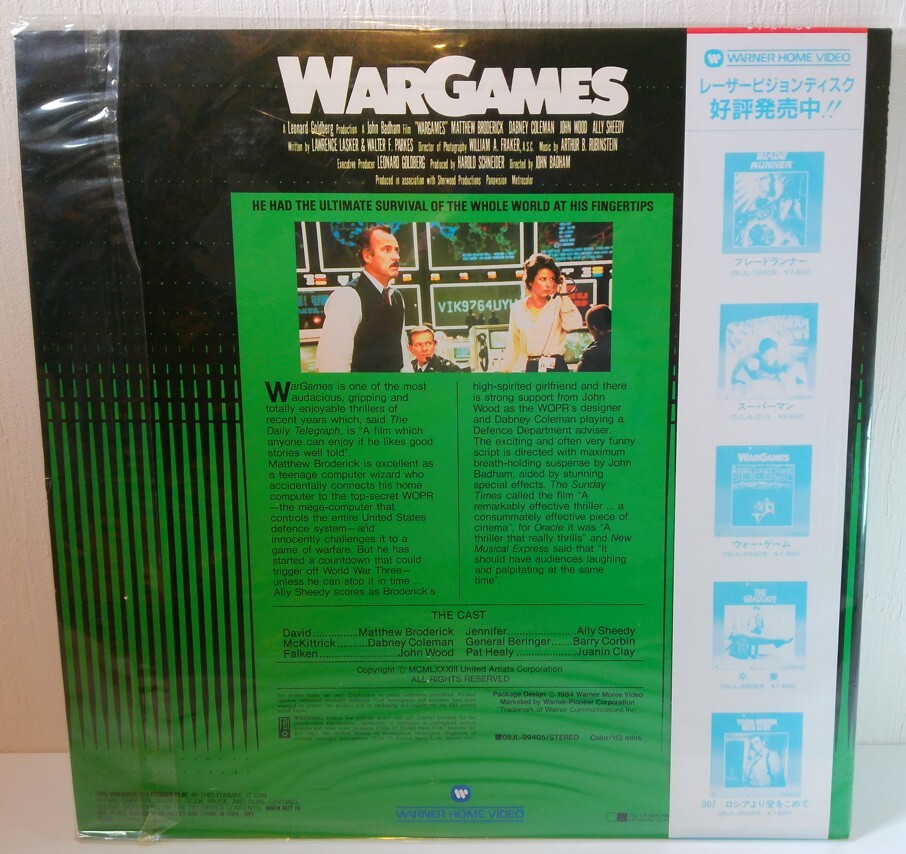 WARGAMES
A Leonard Goldberg Production A John Badham Film "WARGAMES" MATTHEW BRODERICK DABNEY COLEMAN JOHN WOOD ALLY SHEEDY
Written by LAWRENCE LASKER & WALTER F. PARKES Director of Photography WILLIAM A. FRAKER, A.S.C. Music by ARTHUR B. RUBINSTEIN
Executive Producer LEONARD GOLDBERG Produced by HAROLD SCHNEIDER Directed by JOHN BADHAM
Produced in association with Sherwood Productions Panavision Metrocolor
HE HAD THE ULTIMATE SURVIVAL OF THE WHOLE WORLD AT HIS FINGERTIPS
VIK9764UYU
WarGames is one of the most
audacious, gripping and
totally enjoyable thrillers of
recent years which, said The
Daily Telegraph, is "A film which
anyone can enjoy if he likes good
stories well told".
Matthew Broderick is excellent as
a teenage computer wizard who
accidentally connects his home
computer to the top-secret WOPR
—the mega-computer that
controls the entire United States
defence system—and
innocently challenges it to a
game of warfare. But he has
started a countdown that could
trigger off World War Three—
unless he can stop it in time ...
Ally Sheedy scores as Broderick's
high-spirited girlfriend and there
is strong support from John
Wood as the WOPR's designer
and Dabney Coleman playing a
Defence Department adviser.
The exciting and often very funny
script is directed with maximum
breath-holding suspense by John
Badham, aided by stunning
special effects. The Sunday
Times called the film "A
remarkably effective thriller ... a
consummately effective piece of
cinema", for Oracle it was "A
thriller that really thrills" and New
Musical Express said that "It
should have audiences laughing
and palpitating at the same
time".
THE CAST
David..............Matthew Broderick
McKittrick.........Dabney Coleman
Falken........................John Wood
Jennifer.....................Ally Sheedy
General Beringer......Barry Corbin
Pat Healy...................Juanin Clay
Copyright © MCMLXXXIII United Artists Corporation
ALL RIGHTS RESERVED
Package Design © 1984 Warner Home Video
Marketed by Warner-Pioneer Corporation
*Trademark of Warner Communications Inc.
08JL-99405/STEREO Color/113 mins.
WARNER HOME VIDEO
WARNER HOME VIDEO
レーザービジョンディスク
好評発売中!!
BLADE
RUNNER
ブレードランナー
スーパーマン
WARGAMES
ウォー・ゲーム
08JL-99405 ¥7,800
THE
GRADUATE
卒業
007 ロシアより愛をこめて